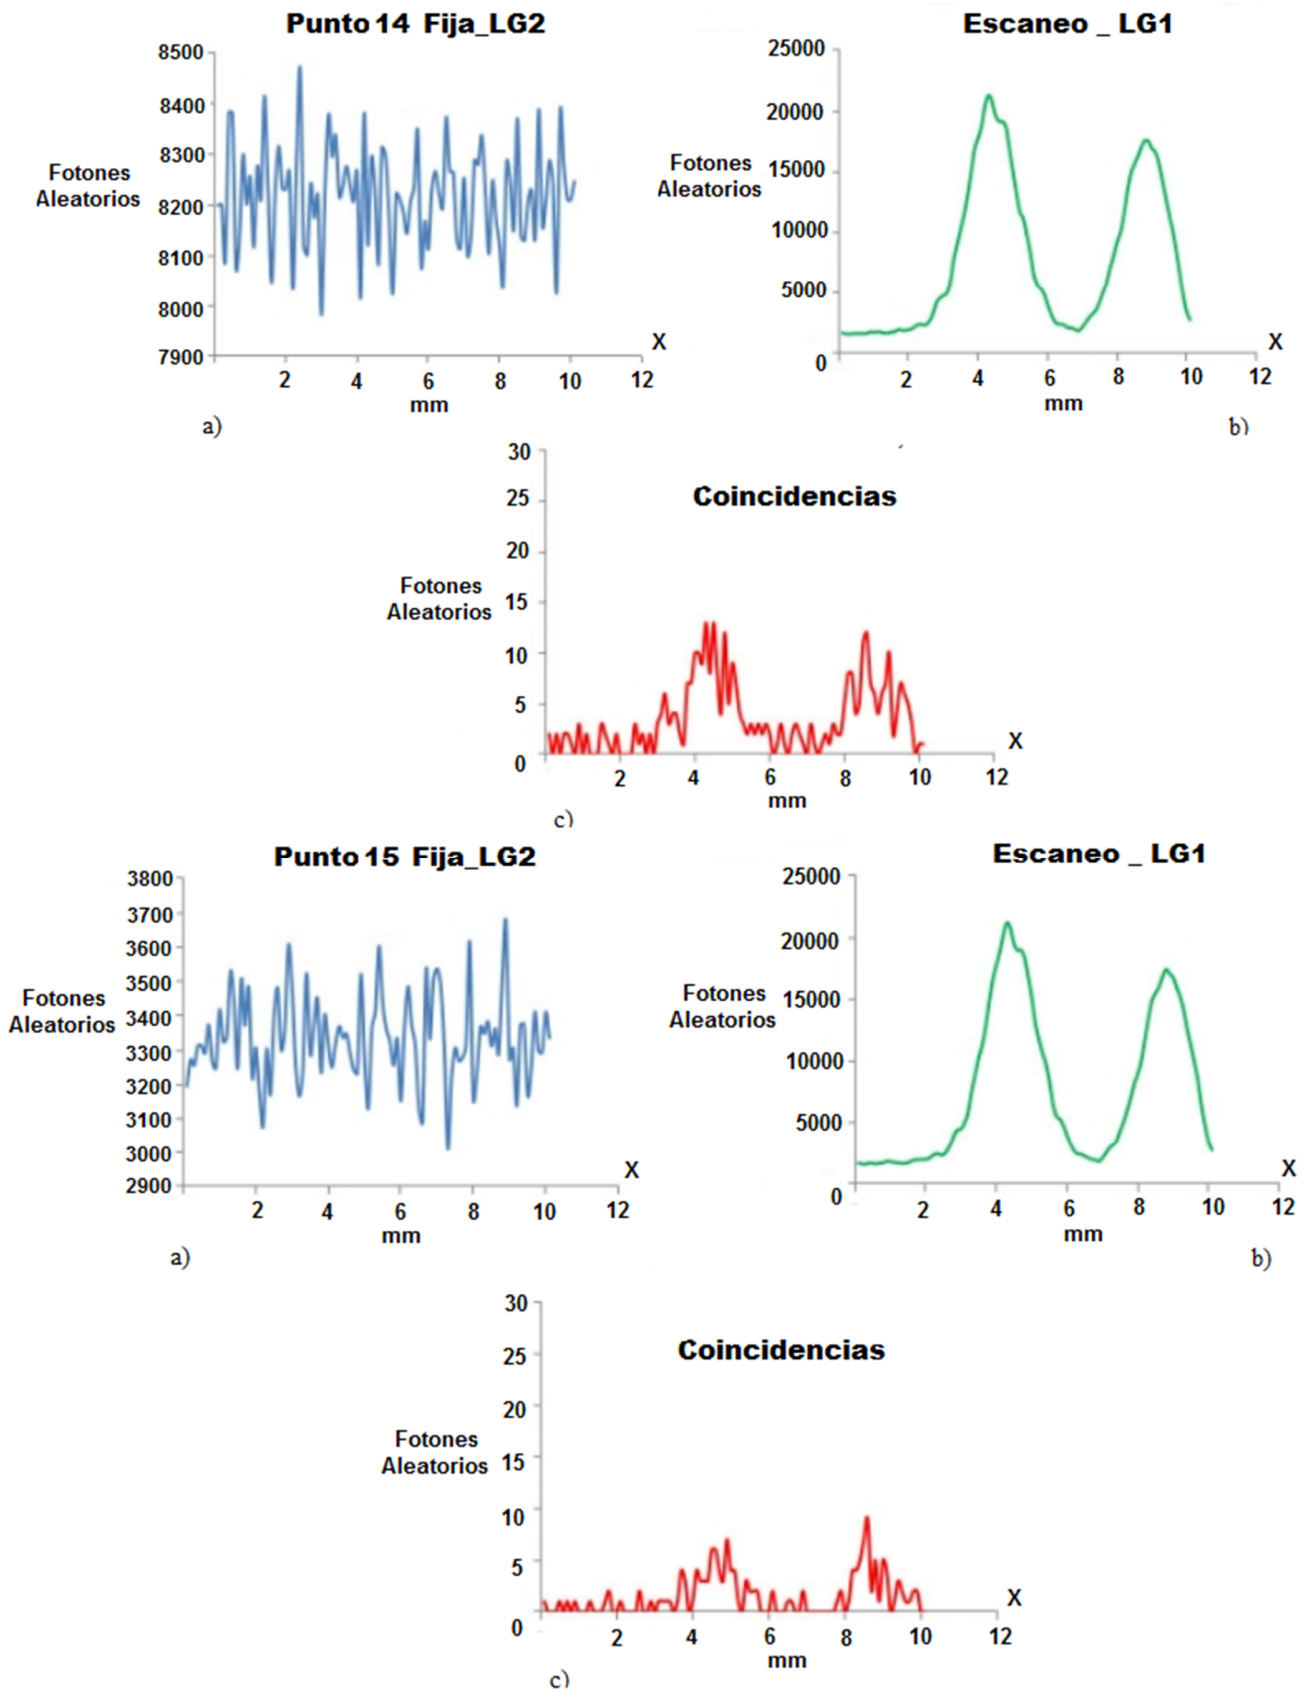 Punto 14 Fija_LG2
8500
8400
8300
8200
8100
8000
7900
Fotones
Aleatorios
2 4 6 8 10 12
X
mm
a)
Escaneo _ LG1
25000
20000
15000
10000
5000
0
Fotones
Aleatorios
2 4 6 8 10 12
X
mm
b)
Coincidencias
30
25
20
15
10
5
0
Fotones
Aleatorios
2 4 6 8 10 12
X
mm
c)
Punto 15 Fija_LG2
3800
3700
3600
3500
3400
3300
3200
3100
3000
2900
Fotones
Aleatorios
2 4 6 8 10 12
X
mm
a)
Escaneo _ LG1
25000
20000
15000
10000
5000
0
Fotones
Aleatorios
2 4 6 8 10 12
X
mm
b)
Coincidencias
30
25
20
15
10
5
0
Fotones
Aleatorios
2 4 6 8 10 12
X
mm
c)